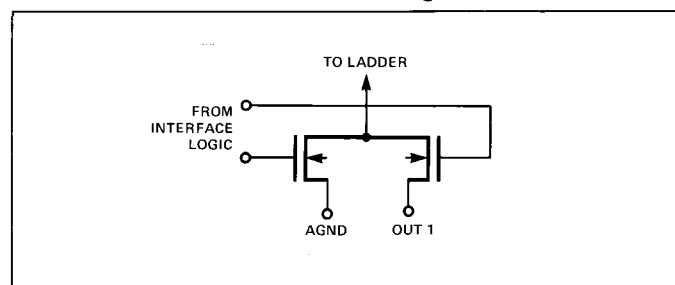 TO LADDER
FROM
INTERFACE
LOGIC
AGND
OUT 1